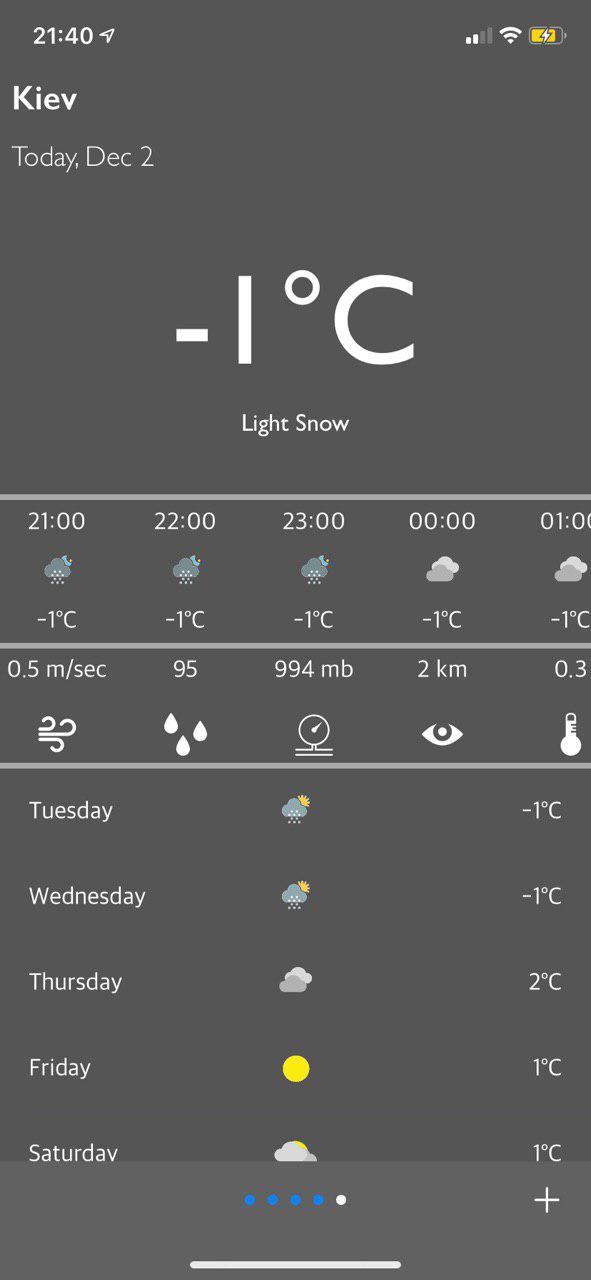 21:40
Kiev
Today, Dec 2
-1°C
Light Snow
21:00 22:00 23:00 00:00 01:00
-1°C -1°C -1°C -1°C -1°C
0.5 m/sec 95 994 mb 2 km 0.3
Tuesday -1°C
Wednesday -1°C
Thursday 2°C
Friday 1°C
Saturday 1°C